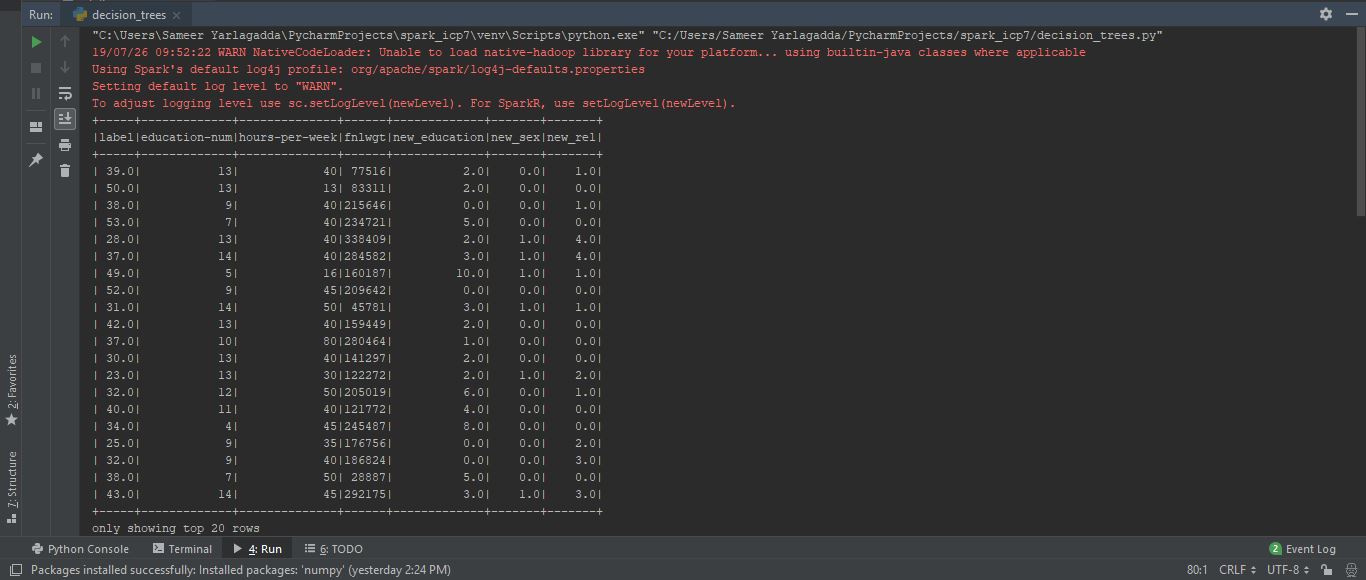 Run: decision_trees
"C:\Users\Sameer Yarlagadda\PycharmProjects\spark_icp7\venv\Scripts\python.exe" "C:/Users/Sameer Yarlagadda/PycharmProjects/spark_icp7/decision_trees.py"
19/07/26 09:52:22 WARN NativeCodeLoader: Unable to load native-hadoop library for your platform... using builtin-java classes where applicable
Using Spark's default log4j profile: org/apache/spark/log4j-defaults.properties
Setting default log level to "WARN".
To adjust logging level use sc.setLogLevel(newLevel). For SparkR, use setLogLevel(newLevel).
+-----+-------------+--------------+------+-------------+-------+-------+
|label|education-num|hours-per-week|fnlwgt|new_education|new_sex|new_rel|
+-----+-------------+--------------+------+-------------+-------+-------+
| 39.0|           13|            40| 77516|          2.0|    0.0|    1.0|
| 50.0|           13|            13| 83311|          2.0|    0.0|    0.0|
| 38.0|            9|            40|215646|          0.0|    0.0|    1.0|
| 53.0|            7|            40|234721|          5.0|    0.0|    0.0|
| 28.0|           13|            40|338409|          2.0|    1.0|    4.0|
| 37.0|           14|            40|284582|          3.0|    1.0|    4.0|
| 49.0|            5|            16|160187|         10.0|    1.0|    1.0|
| 52.0|            9|            45|209642|          0.0|    0.0|    0.0|
| 31.0|           14|            50| 45781|          3.0|    1.0|    1.0|
| 42.0|           13|            40|159449|          2.0|    0.0|    0.0|
| 37.0|           10|            80|280464|          1.0|    0.0|    0.0|
| 30.0|           13|            40|141297|          2.0|    0.0|    0.0|
| 23.0|           13|            30|122272|          2.0|    1.0|    2.0|
| 32.0|           12|            50|205019|          6.0|    0.0|    1.0|
| 40.0|           11|            40|121772|          4.0|    0.0|    0.0|
| 34.0|            4|            45|245487|          8.0|    0.0|    0.0|
| 25.0|            9|            35|176756|          0.0|    0.0|    2.0|
| 32.0|            9|            40|186824|          0.0|    0.0|    3.0|
| 38.0|            7|            50| 28887|          5.0|    0.0|    0.0|
| 43.0|           14|            45|292175|          3.0|    1.0|    3.0|
+-----+-------------+--------------+------+-------------+-------+-------+
only showing top 20 rows
2: Favorites
7: Structure
Python Console Terminal 4: Run 6: TODO 2 Event Log
Packages installed successfully: Installed packages: 'numpy' (yesterday 2:24 PM) 80:1 CRLF UTF-8